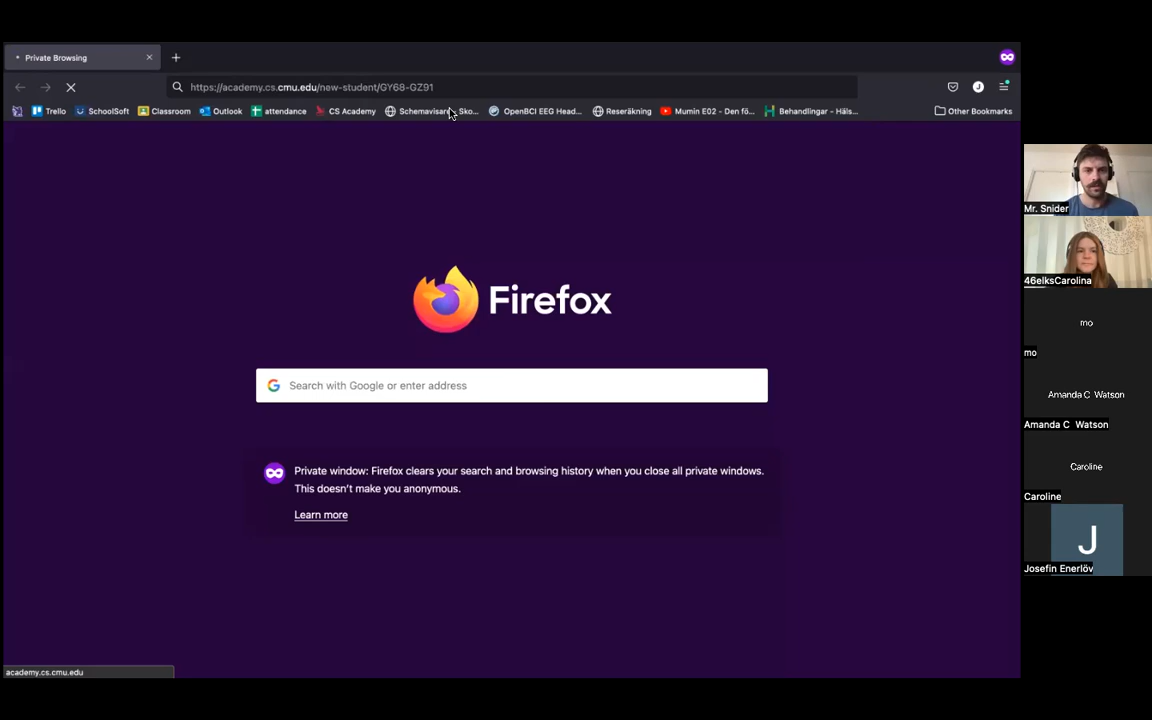 Private Browsing
https://academy.cs.cmu.edu/new-student/GY68-GZ91
Trello SchoolSoft Classroom Outlook attendance CS Academy Schemavisare Sko... OpenBCI EEG Head... Reseräkning Mumin E02 - Den fö... Behandlingar - Häls... Other Bookmarks
Firefox
Search with Google or enter address
Private window: Firefox clears your search and browsing history when you close all private windows.
This doesn't make you anonymous.
Learn more
academy.cs.cmu.edu
Mr. Snider
46elksCarolina
mo
mo
Amanda C Watson
Amanda C Watson
Caroline
Caroline
J
Josefin Enerlöv